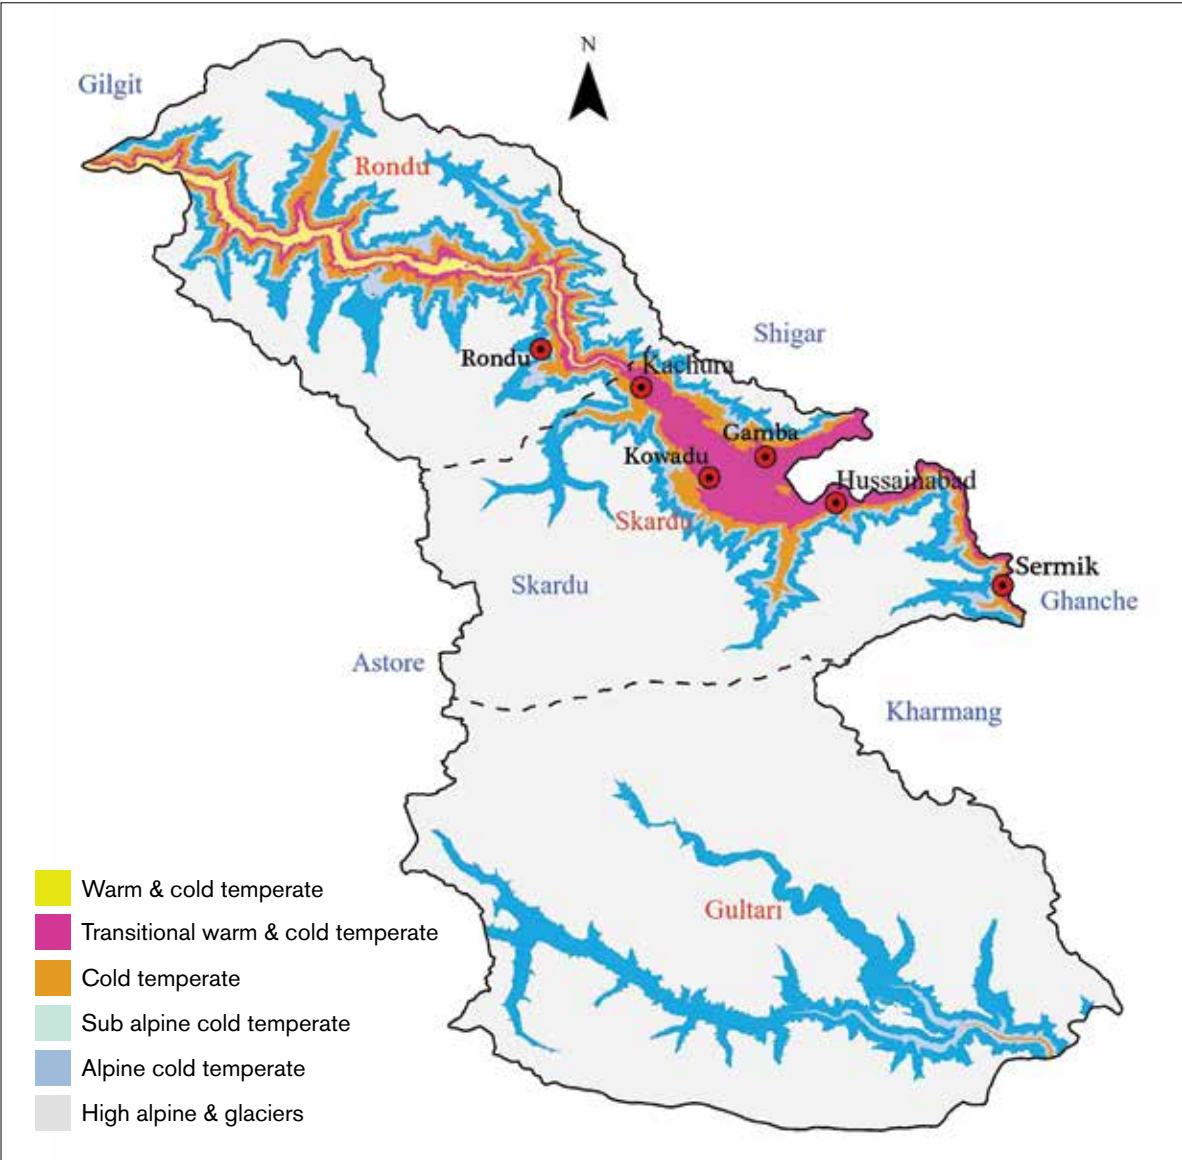 N
Gilgit
Rondu
Shigar
Rondu
Kachura
Gamba
Kowadu
Hussainabad
Skardu
Sermik
Skardu
Ghanche
Astore
Kharmang
Gultari
Warm & cold temperate
Transitional warm & cold temperate
Cold temperate
Sub alpine cold temperate
Alpine cold temperate
High alpine & glaciers